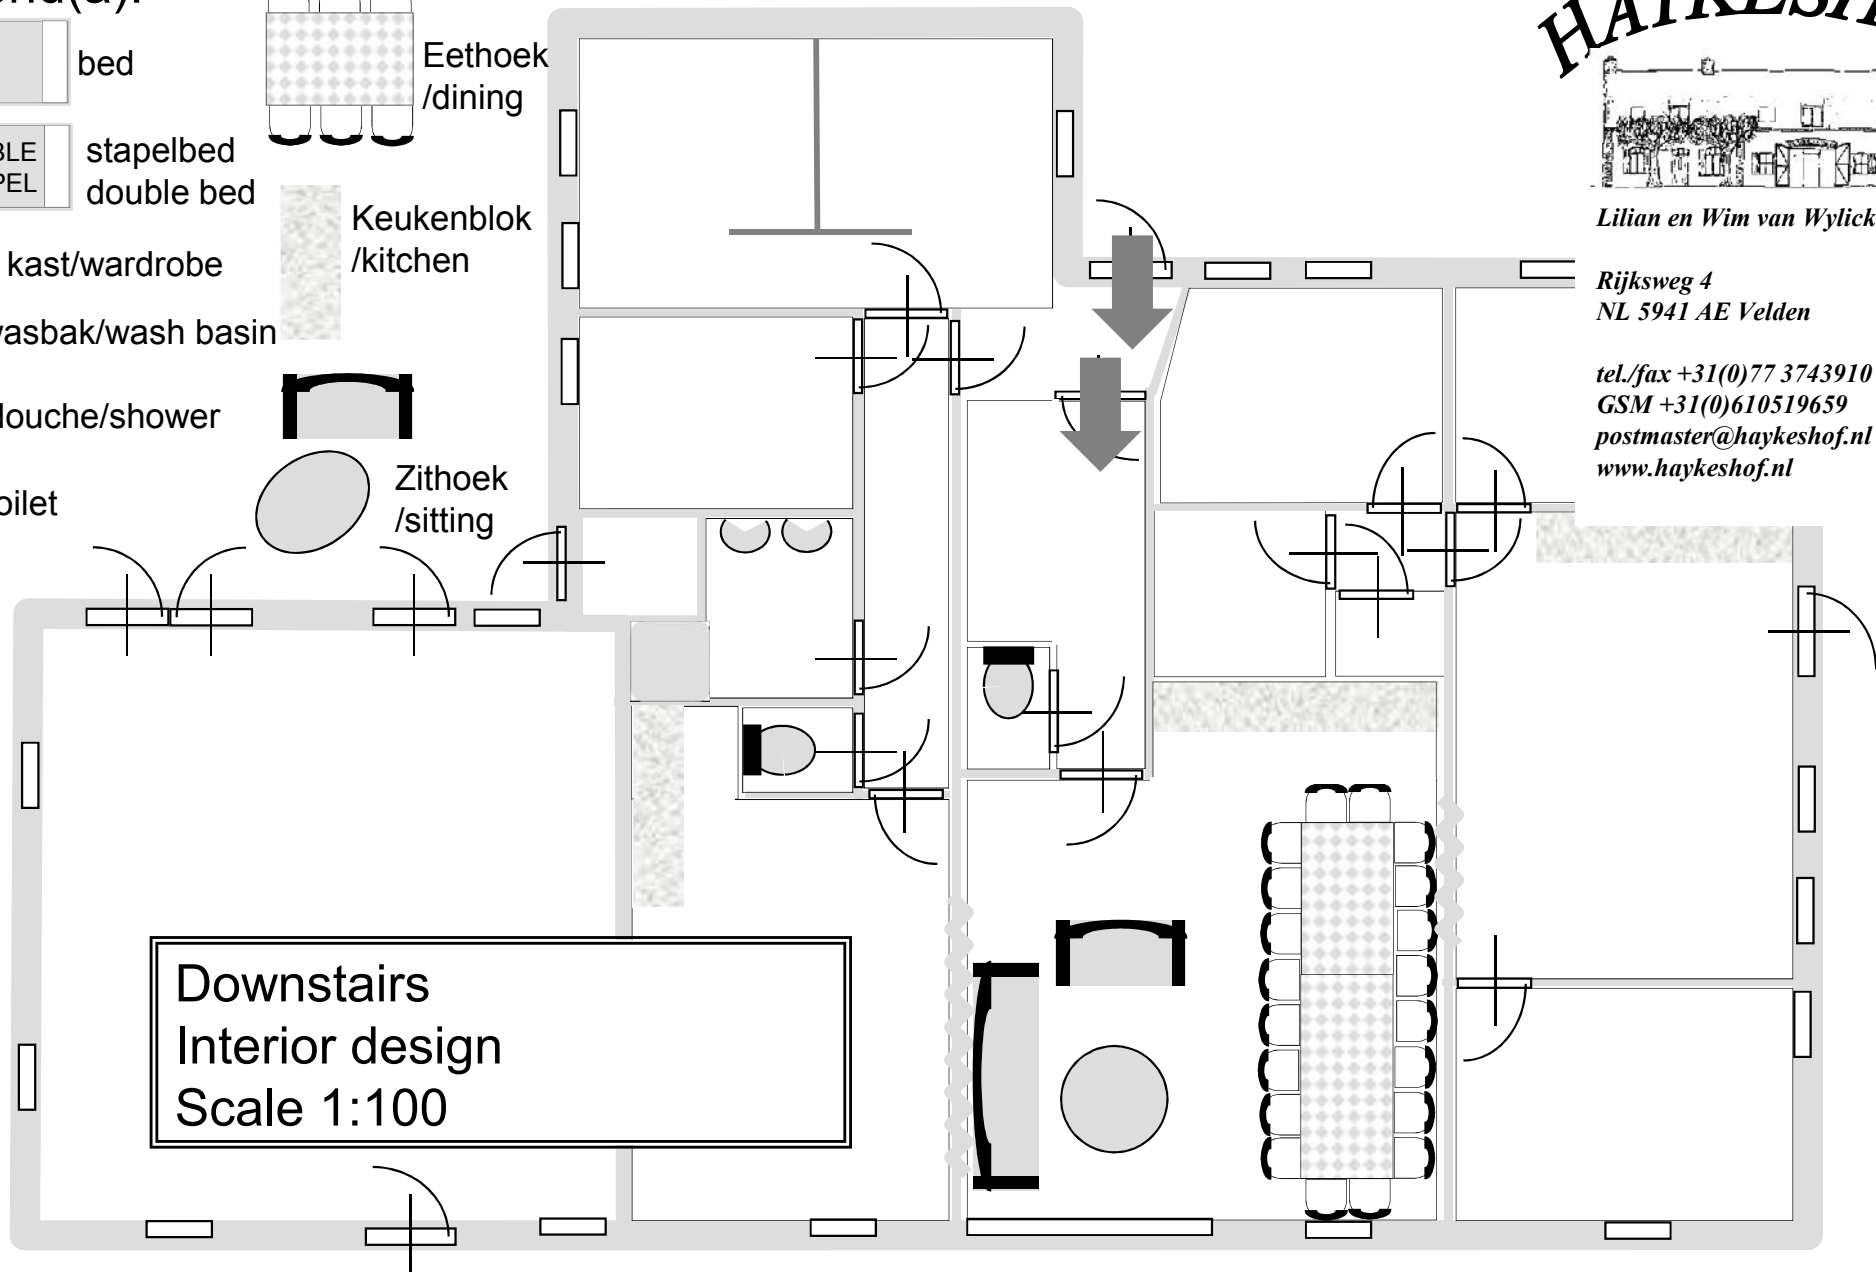 bed
stapelbed
double bed
kast/wardrobe
wash basin
/shower
Eethoek
/dining
Keukenblok
/kitchen
Zithoek
/sitting
Lilian en Wim van Wylick
Rijksweg 4
NL 5941 AE Velden
tel./fax +31(0)77 3743910
GSM +31(0)610519659
postmaster@haykeshof.nl
www.haykeshof.nl
Downstairs
Interior design
Scale 1:100